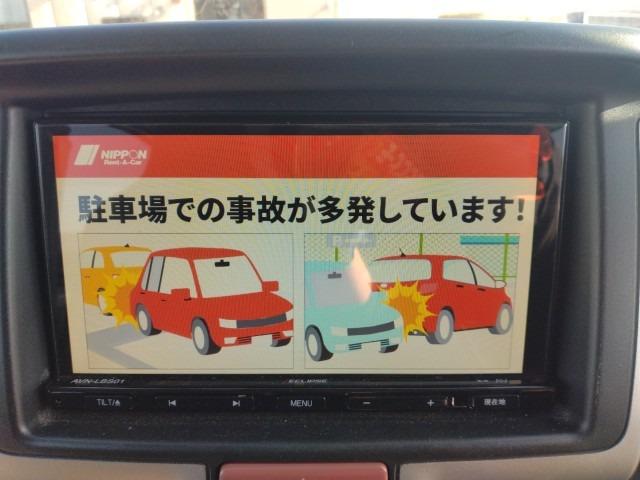 NIPPON
Rent-A-Car
駐車場での事故が多発しています!
AVN-LBS01
ECLIPSE
TILT/
MENU
現在地